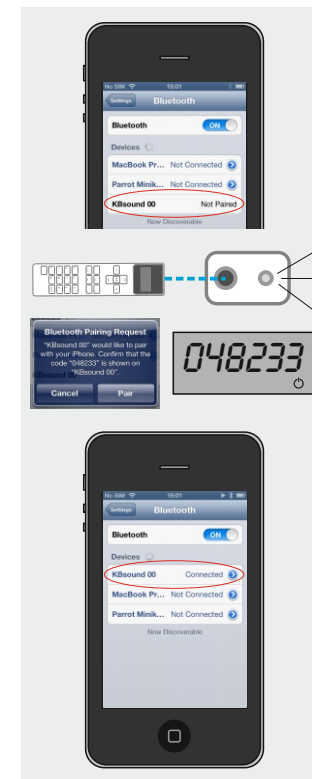 No SIM 16:01
Settings Bluetooth
Bluetooth ON
Devices
MacBook Pr... Not Connected
Parrot Minik... Not Connected
KBsound 00 Not Paired
Now Discoverable
Bluetooth Pairing Request
"KBsound 00" would like to pair
with your iPhone. Confirm that the
code "048233" is shown on
"KBsound 00".
Cancel Pair
048233
No SIM 16:01
Settings Bluetooth
Bluetooth ON
Devices
KBsound 00 Connected
MacBook Pr... Not Connected
Parrot Minik... Not Connected
Now Discoverable